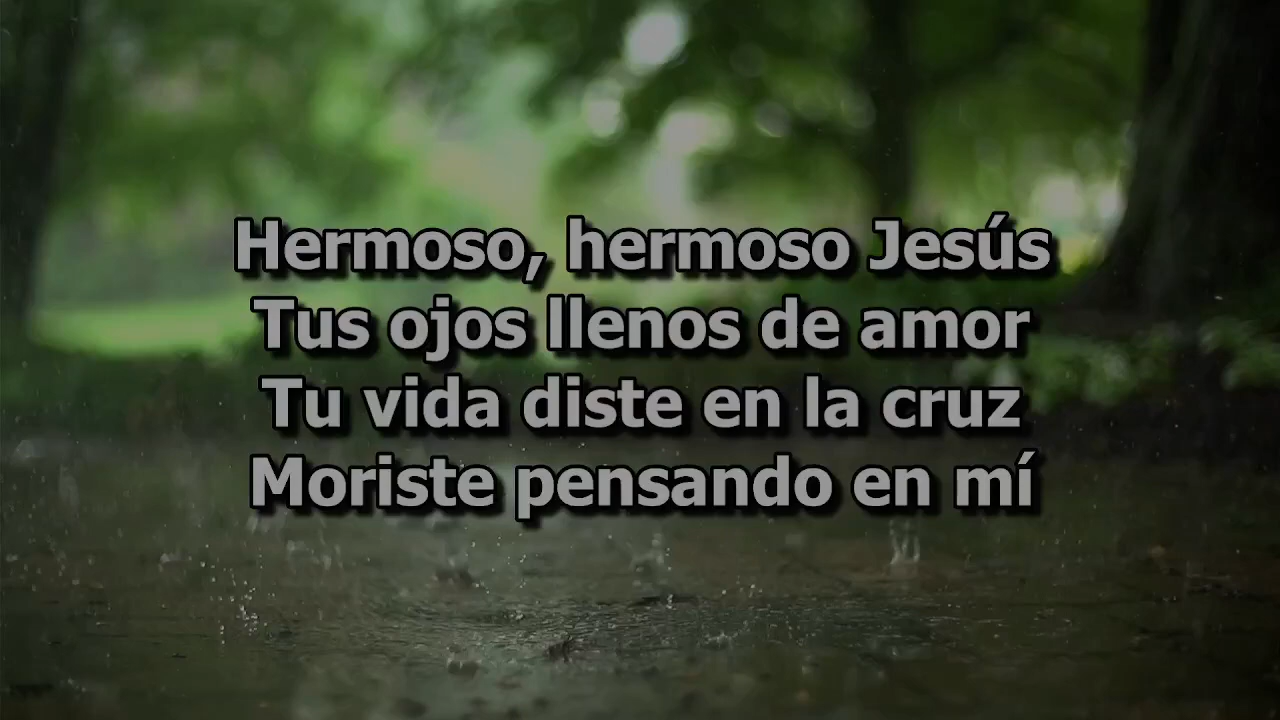 Hermoso, hermoso Jesús
Tus ojos llenos de amor
Tu vida diste en la cruz
Moriste pensando en mí